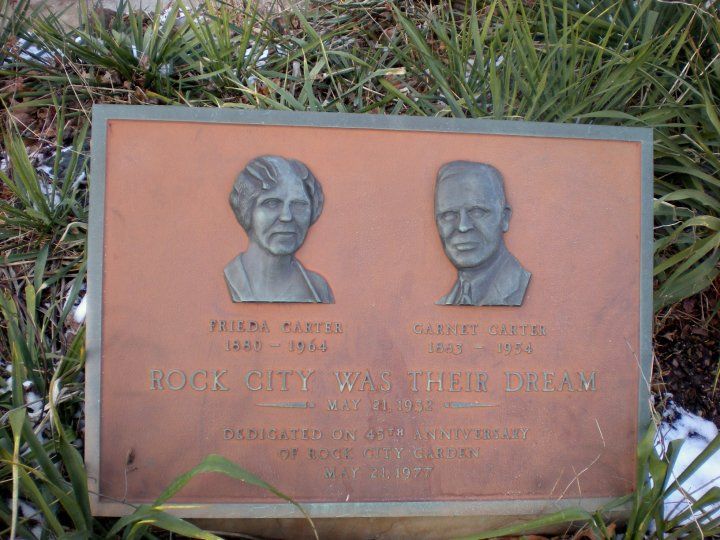 FRIEDA CARTER
1880 - 1964
GARNET CARTER
1883 - 1954
ROCK CITY WAS THEIR DREAM
MAY 21, 1932
DEDICATED ON 45TH ANNIVERSARY
OF ROCK CITY GARDEN
MAY 21, 1977